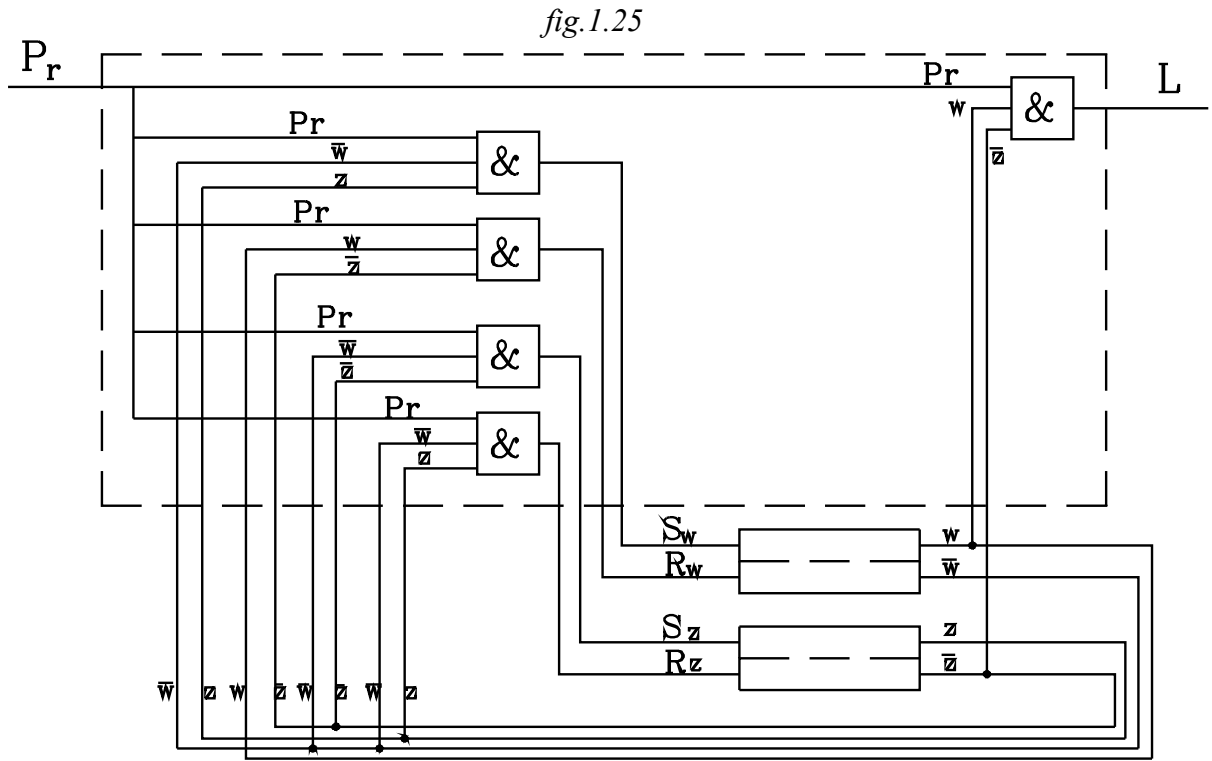 fig.1.25
Pr Pr L
w
&
z̅
Pr
w̅
z
&
Pr
w
z̅
&
Pr
w̅
z̅
&
Pr
w̅
z
&
Sw w
Rw w̅
Sz z
Rz z̅
w̅ z w z̅ w̅ z̅ w̅ z